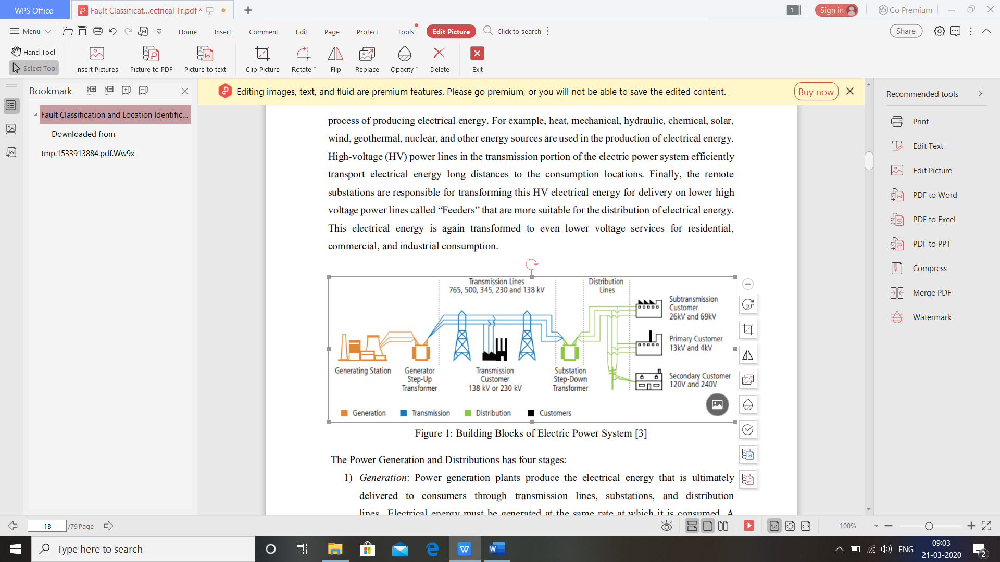 WPS Office
Fault Classificat...ectrical Tr.pdf *
1
Sign in
Go Premium
Menu
Home
Insert
Comment
Edit
Page
Protect
Tools
Edit Picture
Click to search
Share
Hand Tool
Select Tool
Insert Pictures
Picture to PDF
Picture to text
Clip Picture
Rotate
Flip
Replace
Opacity
Delete
Exit
Bookmark
Fault Classification and Location Identific...
Downloaded from
tmp.1533913884.pdf.Ww9x_
Editing images, text, and fluid are premium features. Please go premium, or you will not be able to save the edited content.
Buy now
process of producing electrical energy. For example, heat, mechanical, hydraulic, chemical, solar,
wind, geothermal, nuclear, and other energy sources are used in the production of electrical energy.
High-voltage (HV) power lines in the transmission portion of the electric power system efficiently
transport electrical energy long distances to the consumption locations. Finally, the remote
substations are responsible for transforming this HV electrical energy for delivery on lower high
voltage power lines called “Feeders” that are more suitable for the distribution of electrical energy.
This electrical energy is again transformed to even lower voltage services for residential,
commercial, and industrial consumption.
Transmission Lines
765, 500, 345, 230 and 138 kV
Distribution
Lines
Subtransmission
Customer
26kV and 69kV
Primary Customer
13kV and 4kV
Secondary Customer
120V and 240V
Generating Station
Generator
Step-Up
Transformer
Transmission
Customer
138 kV or 230 kV
Substation
Step-Down
Transformer
Generation
Transmission
Distribution
Customers
90°
Figure 1: Building Blocks of Electric Power System [3]
The Power Generation and Distributions has four stages:
1) Generation: Power generation plants produce the electrical energy that is ultimately
delivered to consumers through transmission lines, substations, and distribution
lines. Electrical energy must be generated at the same rate at which it is consumed. A
Recommended tools
Print
Edit Text
Edit Picture
PDF to Word
PDF to Excel
PDF to PPT
Compress
Merge PDF
Watermark
13
/79 Page
1:1
100%
Type here to search
ENG
09:03
21-03-2020
2